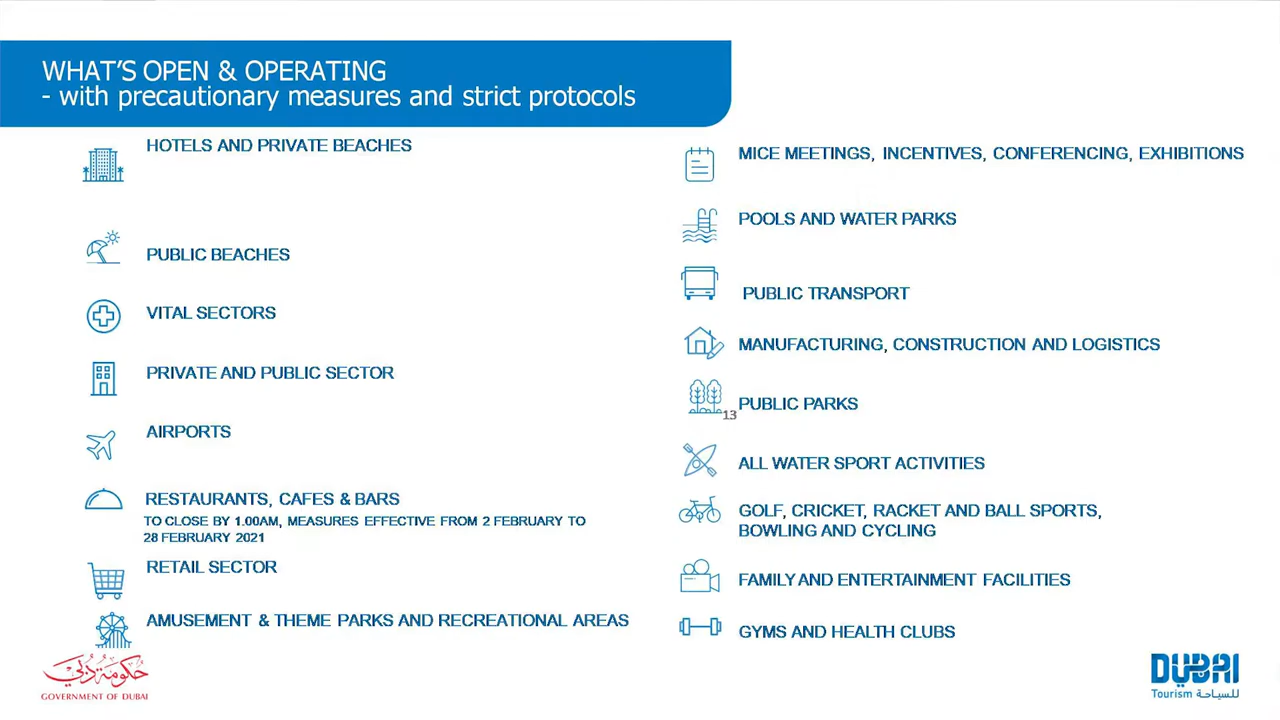 WHAT'S OPEN & OPERATING
- with precautionary measures and strict protocols
HOTELS AND PRIVATE BEACHES
PUBLIC BEACHES
VITAL SECTORS
PRIVATE AND PUBLIC SECTOR
AIRPORTS
RESTAURANTS, CAFES & BARS
TO CLOSE BY 1.00AM, MEASURES EFFECTIVE FROM 2 FEBRUARY TO
28 FEBRUARY 2021
RETAIL SECTOR
AMUSEMENT & THEME PARKS AND RECREATIONAL AREAS
MICE MEETINGS, INCENTIVES, CONFERENCING, EXHIBITIONS
POOLS AND WATER PARKS
PUBLIC TRANSPORT
MANUFACTURING, CONSTRUCTION AND LOGISTICS
PUBLIC PARKS
13
ALL WATER SPORT ACTIVITIES
GOLF, CRICKET, RACKET AND BALL SPORTS,
BOWLING AND CYCLING
FAMILY AND ENTERTAINMENT FACILITIES
GYMS AND HEALTH CLUBS
حكومة دبي
GOVERNMENT OF DUBAI
DUBAI
Tourism للسياحة